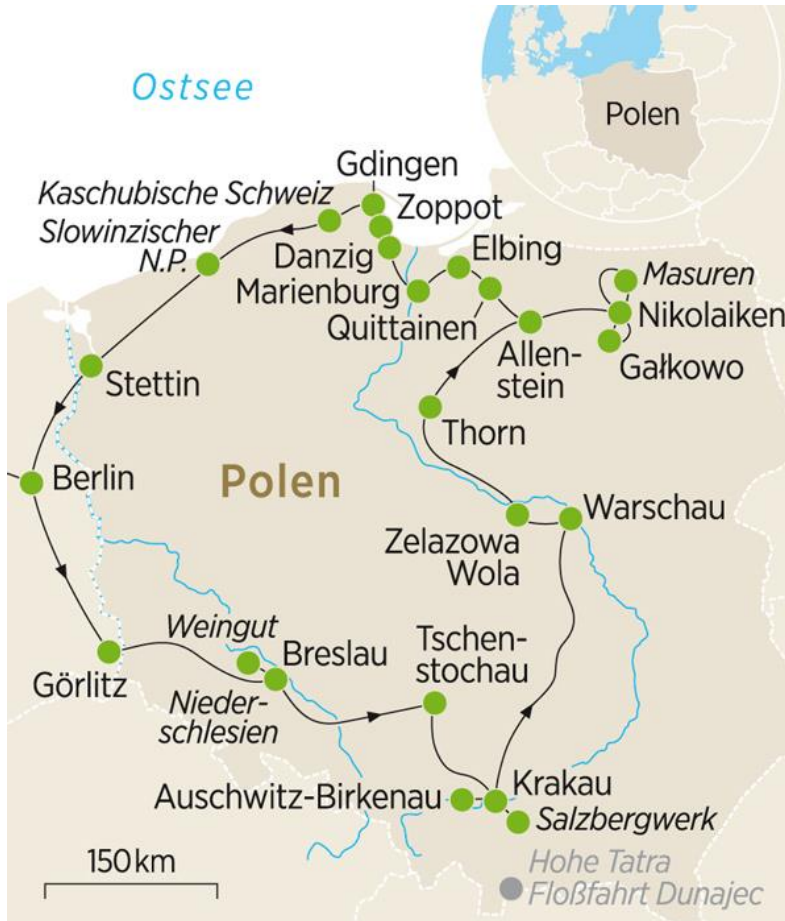 Ostsee
Polen
Gdingen
Kaschubische Schweiz
Zoppot
Slowinzischer
N.P.
Danzig
Elbing
Marienburg
Masuren
Quittainen
Nikolaiken
Allen-
stein
Gałkowo
Stettin
Thorn
Berlin
Polen
Warschau
Zelazowa
Wola
Weingut
Breslau
Tschen-
stochau
Görlitz
Nieder-
schlesien
Auschwitz-Birkenau
Krakau
Salzbergwerk
150 km
Hohe Tatra
Floßfahrt Dunajec